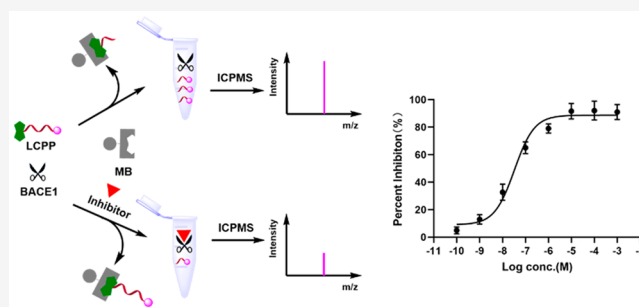 ICPMS
Intensity
m/z
LCPP
BACE1
MB
Inhibitor
ICPMS
Intensity
m/z
Percent Inhibiton(%)
100
80
60
40
20
0
-11 -10 -9 -8 -7 -6 -5 -4 -3 -2
Log conc.(M)